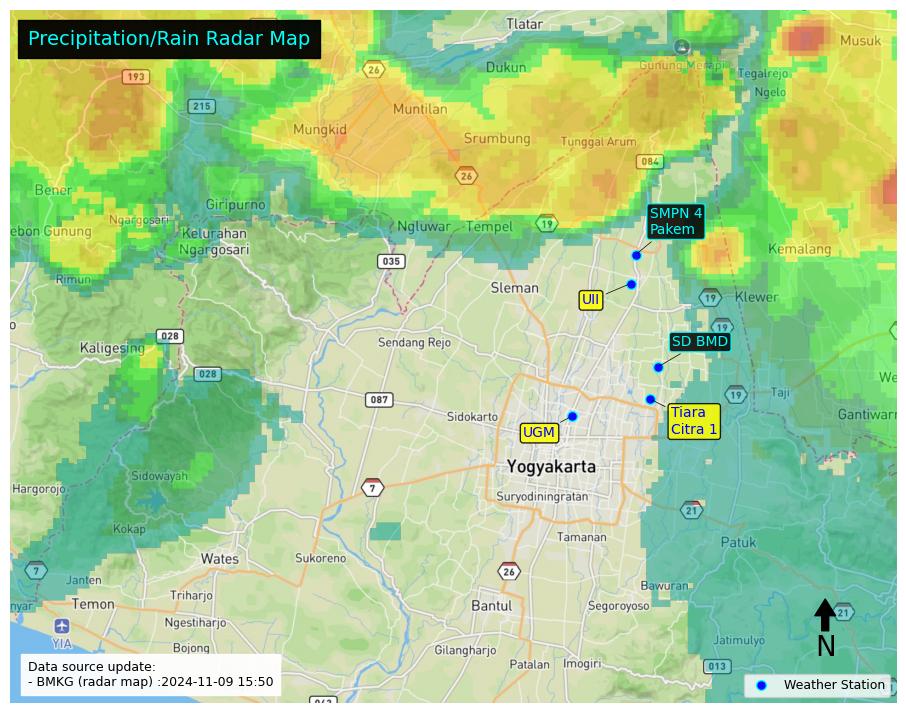 Precipitation/Rain Radar Map
Tlatar
Musuk
26
193
Dukun
Gunung Merapi
Tegalrejo
Ngelo
215
Muntilan
Mungkid
Srumbung
Tunggal Arum
084
26
Bener
Giripurno
SMPN 4
Pakem
Ngargosari
Ngluwar
Tempel
19
ebon Gunung
Kelurahan
Ngargosari
Kemalang
035
Rimun
Sleman
UII
19
Klewer
028
19
Sendang Rejo
SD BMD
Kaligesing
028
087
19
Taji
Sidokarto
Tiara
Citra 1
Gantiwarn
UGM
Yogyakarta
Sidowayah
Hargorojo
7
Suryodiningratan
21
Kokap
Tamanan
Patuk
Wates
Sukoreno
7
26
Janten
Bawuran
Triharjo
nyar
Temon
Bantul
Segoroyoso
21
Ngestiharjo
YIA
N
Jatimulyo
Bojong
Gilangharjo
Patalan
Imogiri
013
Data source update:
- BMKG (radar map) :2024-11-09 15:50
Weather Station